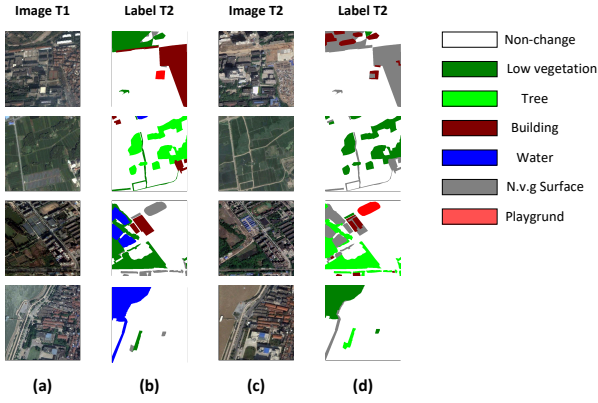 Image T1 Label T2 Image T2 Label T2
Non-change
Low vegetation
Tree
Building
Water
N.v.g Surface
Playgrund
(a) (b) (c) (d)